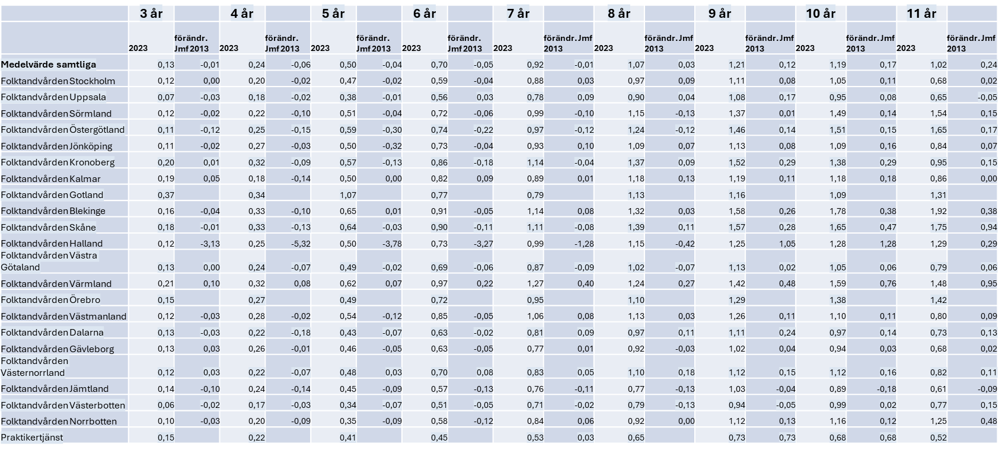 3 år 4 år 5 år 6 år 7 år 8 år 9 år 10 år 11 år
förändr. förändr. förändr. förändr. förändr. Jmf förändr. Jmf förändr. Jmf förändr. Jmf förändr. Jmf
2023 Jmf 2013 2023 Jmf 2013 2023 Jmf 2013 2023 Jmf 2013 2023 2013 2023 2013 2023 2013 2023 2013 2023 2013
Medelvärde samtliga 0,13 -0,01 0,24 -0,06 0,50 -0,04 0,70 -0,05 0,92 -0,01 1,07 0,03 1,21 0,12 1,19 0,17 1,02 0,24
Folktandvården Stockholm 0,12 0,00 0,20 -0,02 0,47 -0,02 0,59 -0,04 0,88 0,03 0,97 0,09 1,11 0,08 1,05 0,11 0,68 0,02
Folktandvården Uppsala 0,07 -0,03 0,18 -0,02 0,38 -0,01 0,56 0,03 0,78 0,09 0,90 0,04 1,08 0,17 0,95 0,08 0,65 -0,05
Folktandvården Sörmland 0,12 -0,02 0,22 -0,10 0,51 -0,04 0,72 -0,06 0,99 -0,10 1,15 -0,13 1,37 0,01 1,49 0,14 1,54 0,15
Folktandvården Östergötland 0,11 -0,12 0,25 -0,15 0,59 -0,30 0,74 -0,22 0,97 -0,12 1,24 -0,12 1,46 0,14 1,51 0,15 1,65 0,17
Folktandvården Jönköping 0,11 -0,02 0,27 -0,03 0,50 -0,32 0,73 -0,04 0,93 0,10 1,09 0,07 1,13 0,08 1,09 0,16 0,84 0,07
Folktandvården Kronoberg 0,20 0,01 0,32 -0,09 0,57 -0,13 0,86 -0,18 1,14 -0,04 1,37 0,09 1,52 0,29 1,38 0,29 0,95 0,15
Folktandvården Kalmar 0,19 0,05 0,18 -0,14 0,50 0,00 0,82 0,09 0,89 0,01 1,18 0,13 1,19 0,11 1,18 0,18 0,86 0,00
Folktandvården Gotland 0,37 0,34 1,07 0,77 0,79 1,13 1,16 1,09 1,31
Folktandvården Blekinge 0,16 -0,04 0,33 -0,10 0,65 0,01 0,91 -0,05 1,14 0,08 1,32 0,03 1,58 0,26 1,78 0,38 1,92 0,38
Folktandvården Skåne 0,18 -0,01 0,33 -0,13 0,64 -0,03 0,90 -0,11 1,11 -0,08 1,39 0,11 1,57 0,28 1,65 0,47 1,75 0,94
Folktandvården Halland 0,12 -3,13 0,25 -5,32 0,50 -3,78 0,73 -3,27 0,99 -1,28 1,15 -0,42 1,25 1,05 1,28 1,28 1,29 0,29
Folktandvården Västra
Götaland 0,13 0,00 0,24 -0,07 0,49 -0,02 0,69 -0,06 0,87 -0,09 1,02 -0,07 1,13 0,02 1,05 0,06 0,79 0,06
Folktandvården Värmland 0,21 0,10 0,32 0,08 0,62 0,07 0,97 0,22 1,27 0,40 1,24 0,27 1,42 0,48 1,59 0,76 1,48 0,95
Folktandvården Örebro 0,15 0,27 0,49 0,72 0,95 1,10 1,29 1,38 1,42
Folktandvården Västmanland 0,12 -0,03 0,28 -0,02 0,54 -0,12 0,85 -0,05 1,06 0,08 1,13 0,03 1,26 0,11 1,10 0,11 0,80 0,09
Folktandvården Dalarna 0,13 -0,03 0,22 -0,18 0,43 -0,07 0,63 -0,02 0,81 0,09 0,97 0,11 1,11 0,24 0,97 0,14 0,73 0,13
Folktandvården Gävleborg 0,13 0,03 0,26 -0,01 0,46 -0,05 0,63 -0,05 0,77 0,01 0,92 -0,03 1,02 0,04 0,94 0,03 0,68 0,02
Folktandvården
Västernorrland 0,12 0,03 0,22 -0,07 0,48 0,03 0,70 0,08 0,83 0,05 1,10 0,18 1,12 0,15 1,12 0,16 0,82 0,11
Folktandvården Jämtland 0,14 -0,10 0,24 -0,14 0,45 -0,09 0,57 -0,13 0,76 -0,11 0,77 -0,13 1,03 -0,04 0,89 -0,18 0,61 -0,09
Folktandvården Västerbotten 0,06 -0,02 0,17 -0,03 0,34 -0,07 0,51 -0,05 0,71 -0,02 0,79 -0,13 0,94 -0,05 0,99 0,02 0,77 0,15
Folktandvården Norrbotten 0,10 -0,03 0,20 -0,09 0,35 -0,09 0,58 -0,12 0,84 0,06 0,92 0,00 1,12 0,13 1,16 0,12 1,25 0,48
Praktikertjänst 0,15 0,22 0,41 0,45 0,53 0,03 0,65 0,73 0,73 0,68 0,68 0,52